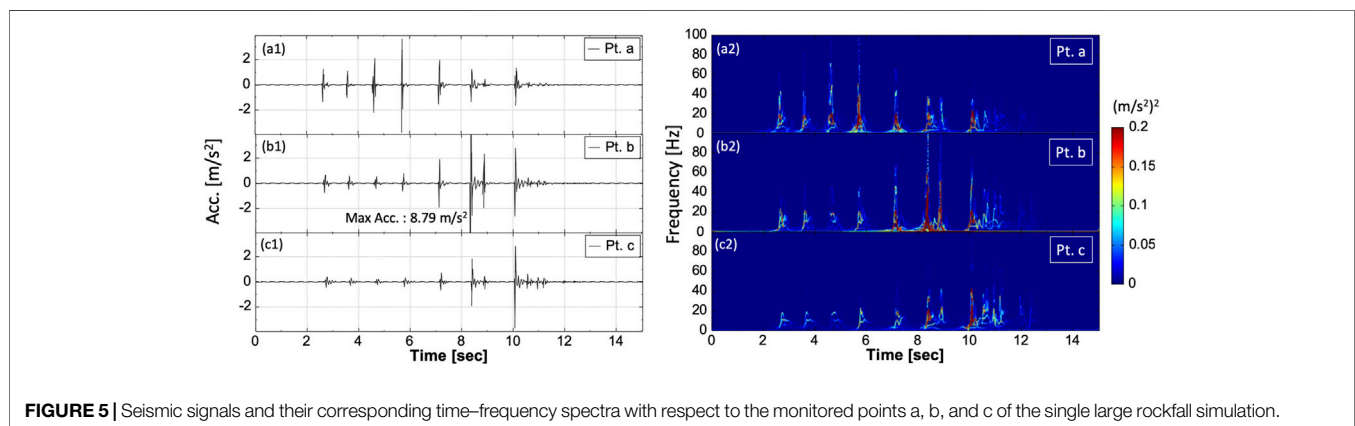 (a1)
— Pt. a
2
0
-2
(b1)
— Pt. b
2
0
-2
Max Acc. : 8.79 m/s²
(c1)
— Pt. c
2
0
-2
Acc. [m/s²]
0 2 4 6 8 10 12 14
Time [sec]
(a2)
Pt. a
100
80
60
40
20
0
(b2)
Pt. b
80
60
40
20
0
(c2)
Pt. c
80
60
40
20
0
Frequency [Hz]
0 2 4 6 8 10 12 14
Time [sec]
(m/s²)²
0.2
0.15
0.1
0.05
0
FIGURE 5 | Seismic signals and their corresponding time–frequency spectra with respect to the monitored points a, b, and c of the single large rockfall simulation.